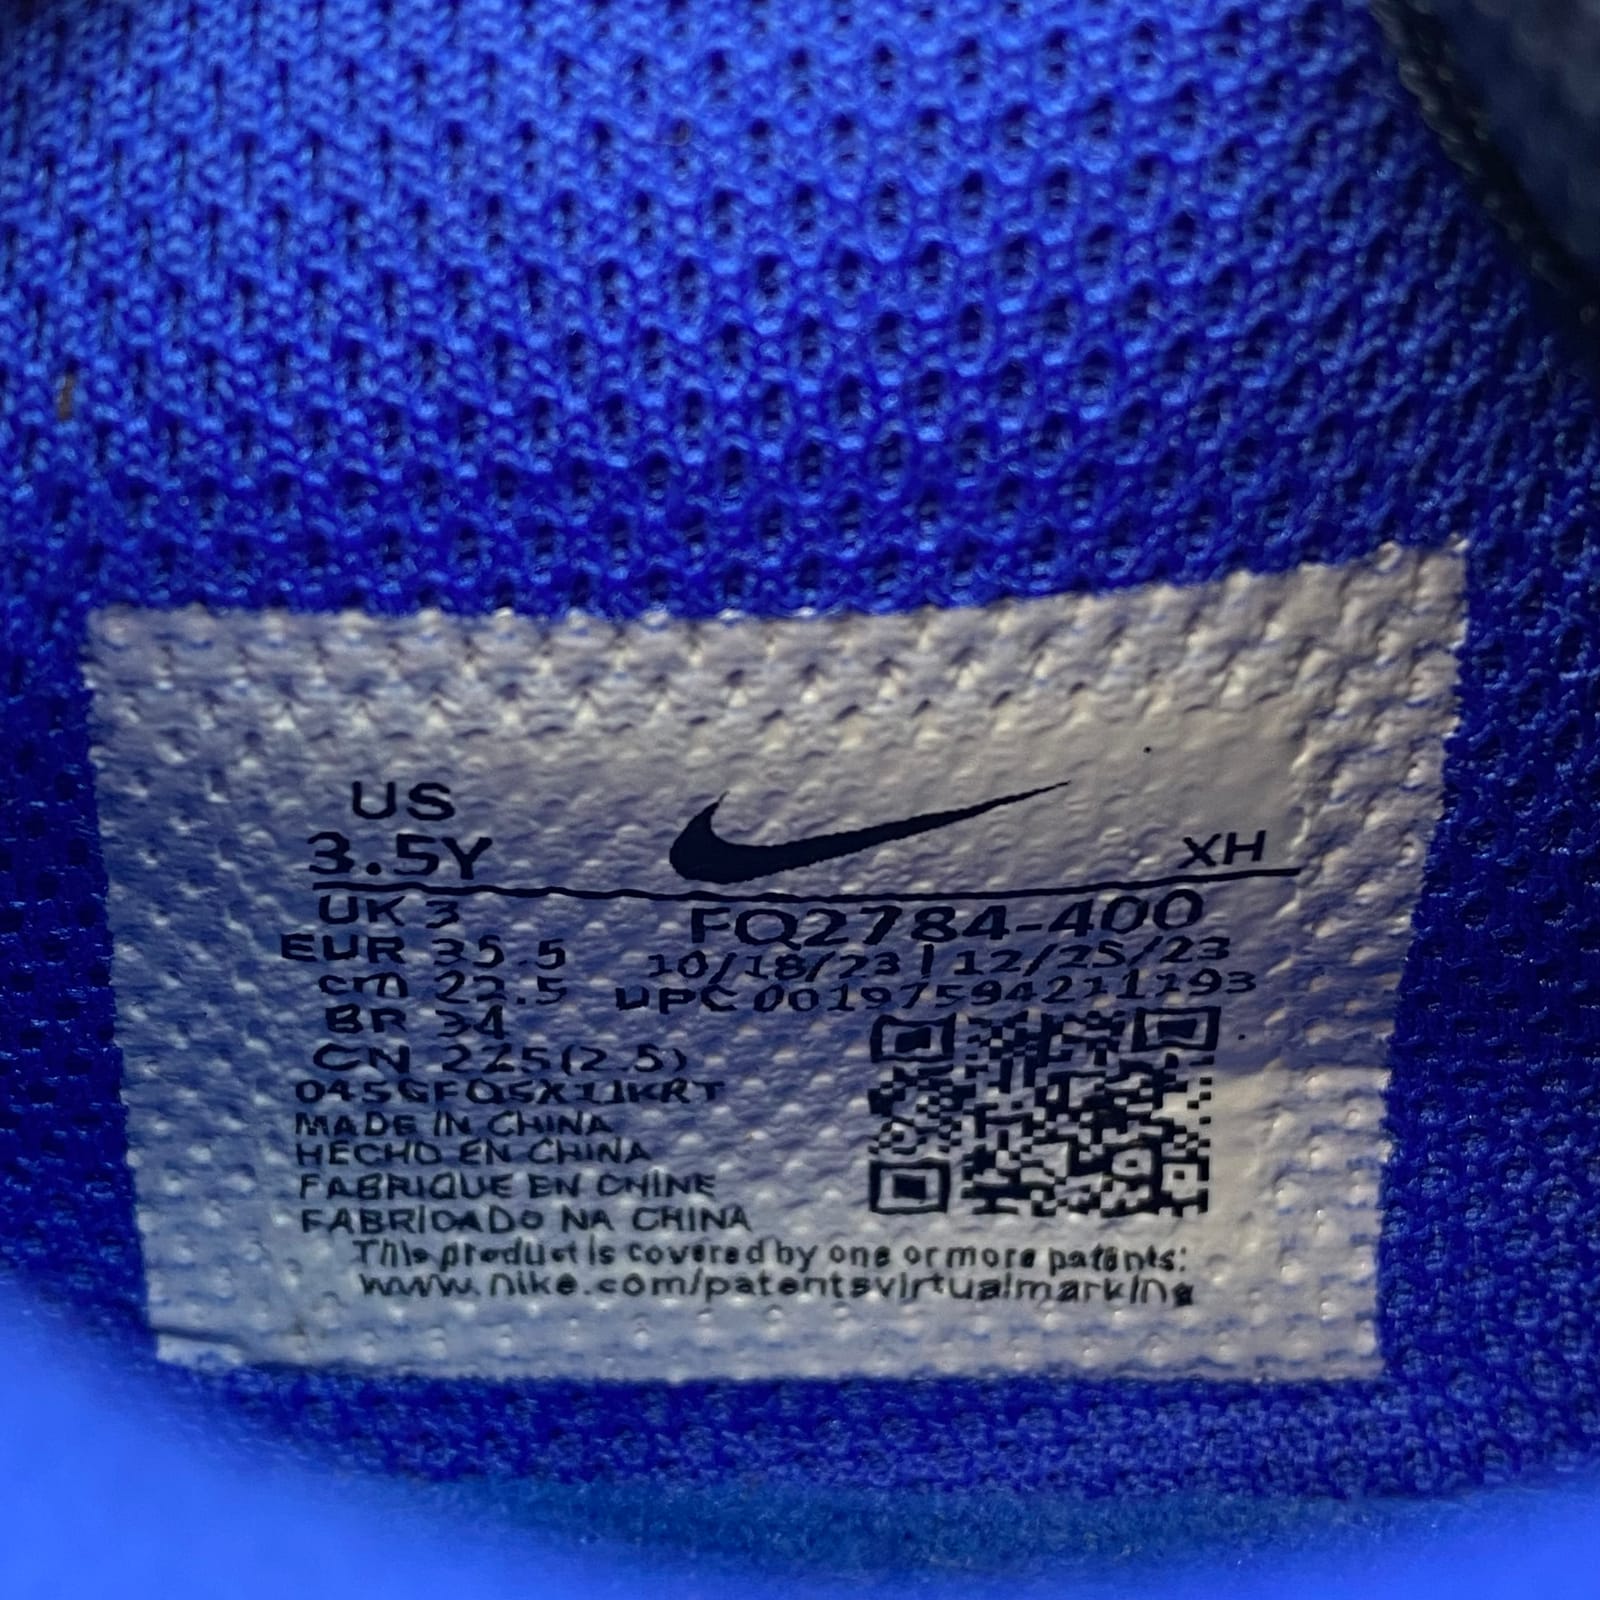 US
3.5Y
XH
UK 3
FQ2784-400
EUR 35.5
10/18/23 | 12/25/23
cm 22.5
UPC 00197594211193
BR 34
CN 225(2.5)
045GFQ5X11KRT
MADE IN CHINA
HECHO EN CHINA
FABRIQUE EN CHINE
FABRICADO NA CHINA
This product is covered by one or more patents:
www.nike.com/patentsvirtualmarking